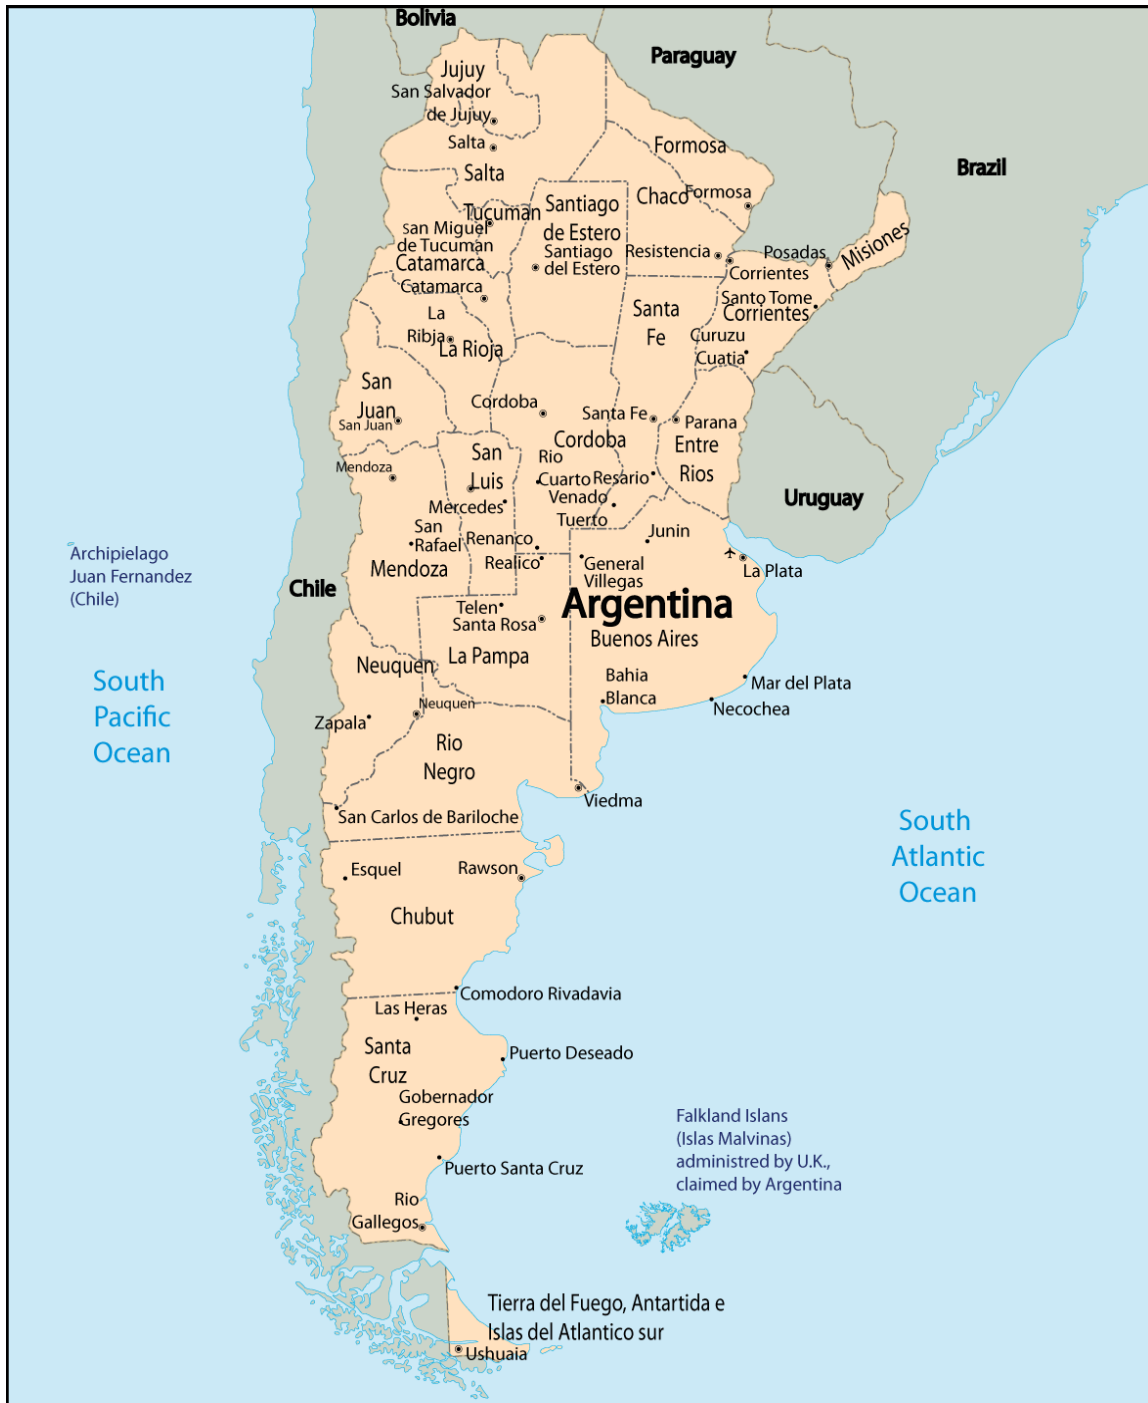 Bolivia
Paraguay
Jujuy
San Salvador
de Jujuy
Salta
Formosa
Brazil
Salta
Chaco
Formosa
Tucuman
Santiago
de Estero
san Miguel
de Tucuman
Santiago
del Estero
Resistencia
Posadas
Misiones
Catamarca
Corrientes
Catamarca
Santo Tome
Corrientes
La
Ribja
La Rioja
Santa
Fe
Curuzu
Cuatia
San
Juan
San Juan
Cordoba
Santa Fe
Parana
Cordoba
Entre
Rios
San
Luis
Rio
Cuarto
Resario
Mendoza
Mercedes
Venado
Tuerto
Uruguay
San
Rafael
Renanco
Junin
Realico
General
Villegas
La Plata
Mendoza
Archipielago
Juan Fernandez
(Chile)
Chile
Argentina
Telen
Santa Rosa
Buenos Aires
La Pampa
Neuquen
Bahia
Blanca
Mar del Plata
Necochea
South
Pacific
Ocean
Neuquen
Zapala
Rio
Negro
Viedma
San Carlos de Bariloche
South
Atlantic
Ocean
Esquel
Rawson
Chubut
Comodoro Rivadavia
Las Heras
Santa
Cruz
Puerto Deseado
Gobernador
Gregores
Falkland Islans
(Islas Malvinas)
administred by U.K.,
claimed by Argentina
Puerto Santa Cruz
Rio
Gallegos
Tierra del Fuego, Antartida e
Islas del Atlantico sur
Ushuaia